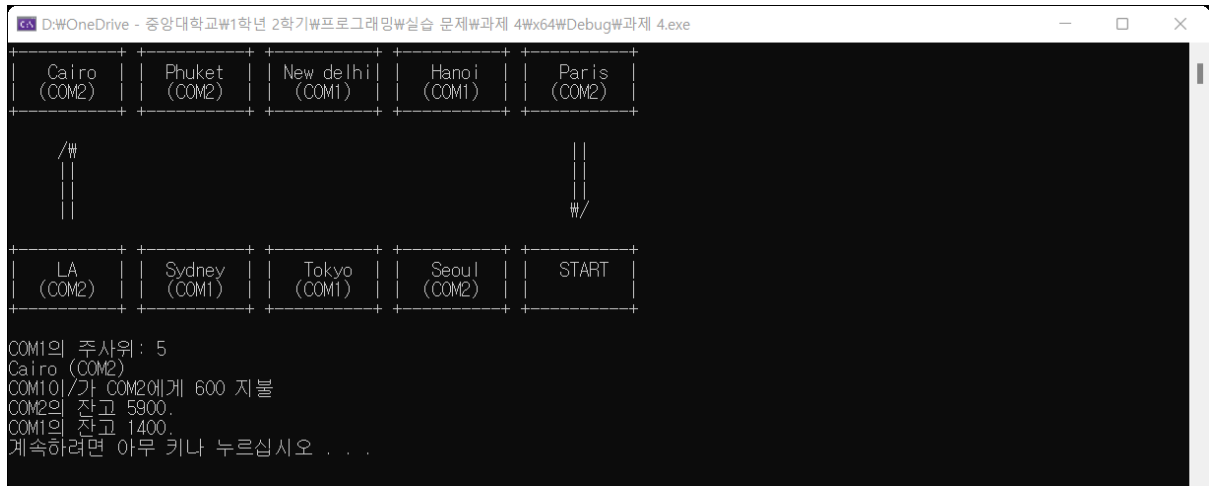 D:₩OneDrive - 중앙대학교₩1학년 2학기₩프로그래밍₩실습 문제₩과제 4₩x64₩Debug₩과제 4.exe
+----------+ +----------+ +----------+ +----------+ +----------+
|   Cairo  | |  Phuket  | | New delhi| |   Hanoi  | |   Paris  |
|  (COM2)  | |  (COM2)  | |  (COM1)  | |  (COM1)  | |  (COM2)  |
+----------+ +----------+ +----------+ +----------+ +----------+
/₩ ||
|| ||
|| ||
|| ₩/
+----------+ +----------+ +----------+ +----------+ +----------+
|    LA    | |  Sydney  | |   Tokyo  | |   Seoul  | |   START  |
|  (COM2)  | |  (COM1)  | |  (COM1)  | |  (COM2)  | |          |
+----------+ +----------+ +----------+ +----------+ +----------+
COM1의 주사위: 5
Cairo (COM2)
COM1이/가 COM2에게 600 지불
COM2의 잔고 5900.
COM1의 잔고 1400.
계속하려면 아무 키나 누르십시오 . . .